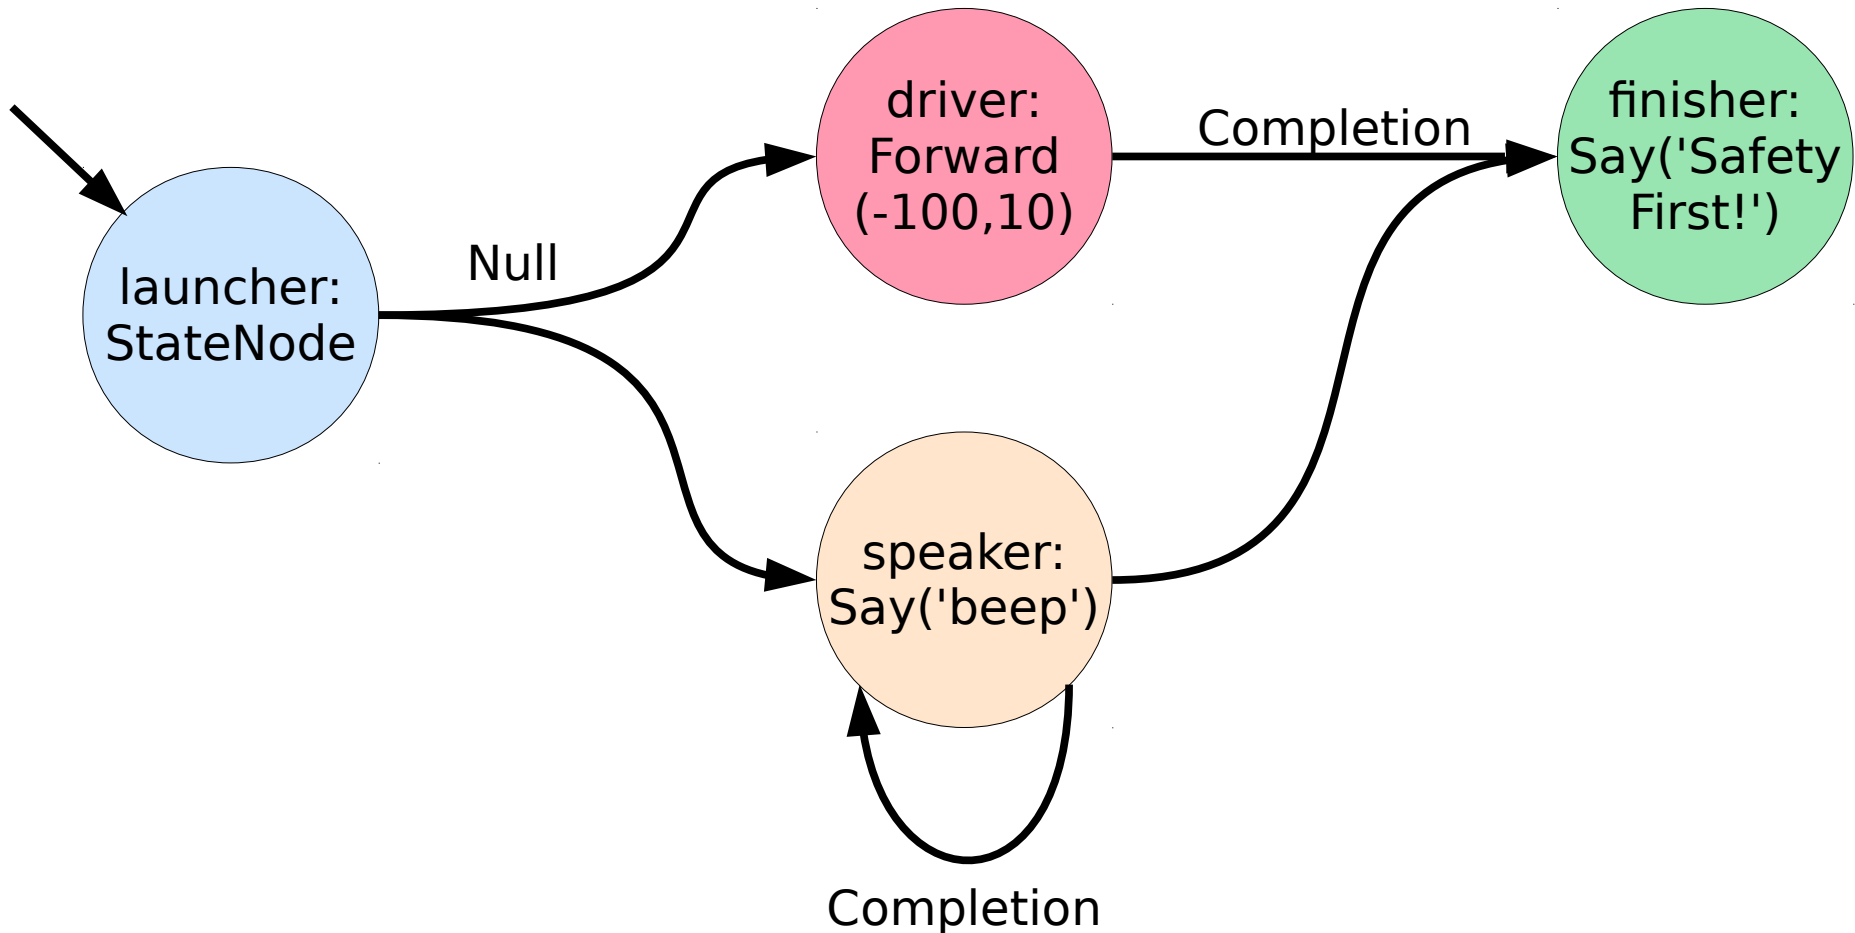 launcher:
StateNode
Null
driver:
Forward
(-100,10)
Completion
finisher:
Say('Safety
First!')
speaker:
Say('beep')
Completion